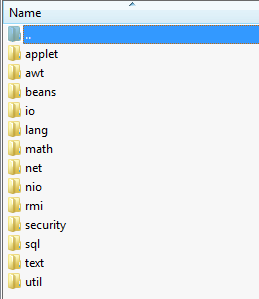 Name
..
applet
awt
beans
io
lang
math
net
nio
rmi
security
sql
text
util